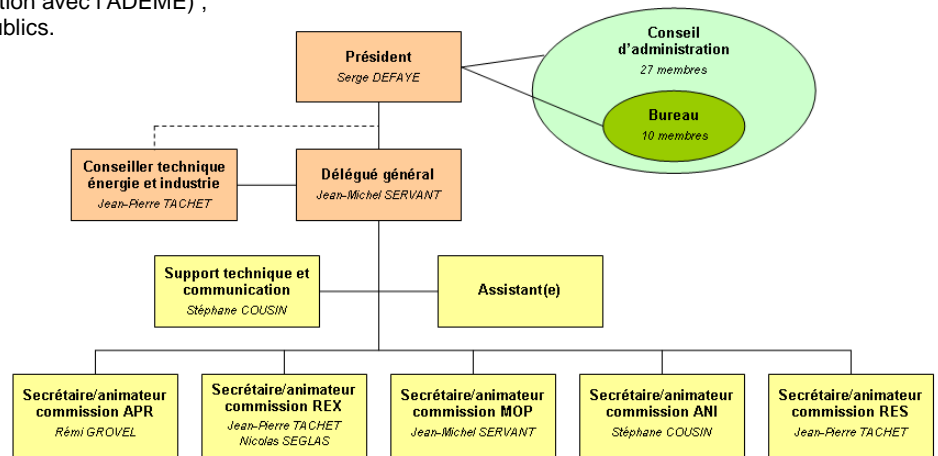 tion avec l'ADEME) ;
ublics.
Conseil
d'administration
27 membres
Président
Serge DEFAYE
Bureau
10 membres
Conseiller technique
énergie et industrie
Jean-Pierre TACHET
Délégué général
Jean-Michel SERVANT
Support technique et
communication
Stéphane COUSIN
Assistant(e)
Secrétaire/animateur
commission APR
Rémi GROVEL
Secrétaire/animateur
commission REX
Jean-Pierre TACHET
Nicolas SEGLAS
Secrétaire/animateur
commission MOP
Jean-Michel SERVANT
Secrétaire/animateur
commission ANI
Stéphane COUSIN
Secrétaire/animateur
commission RES
Jean-Pierre TACHET